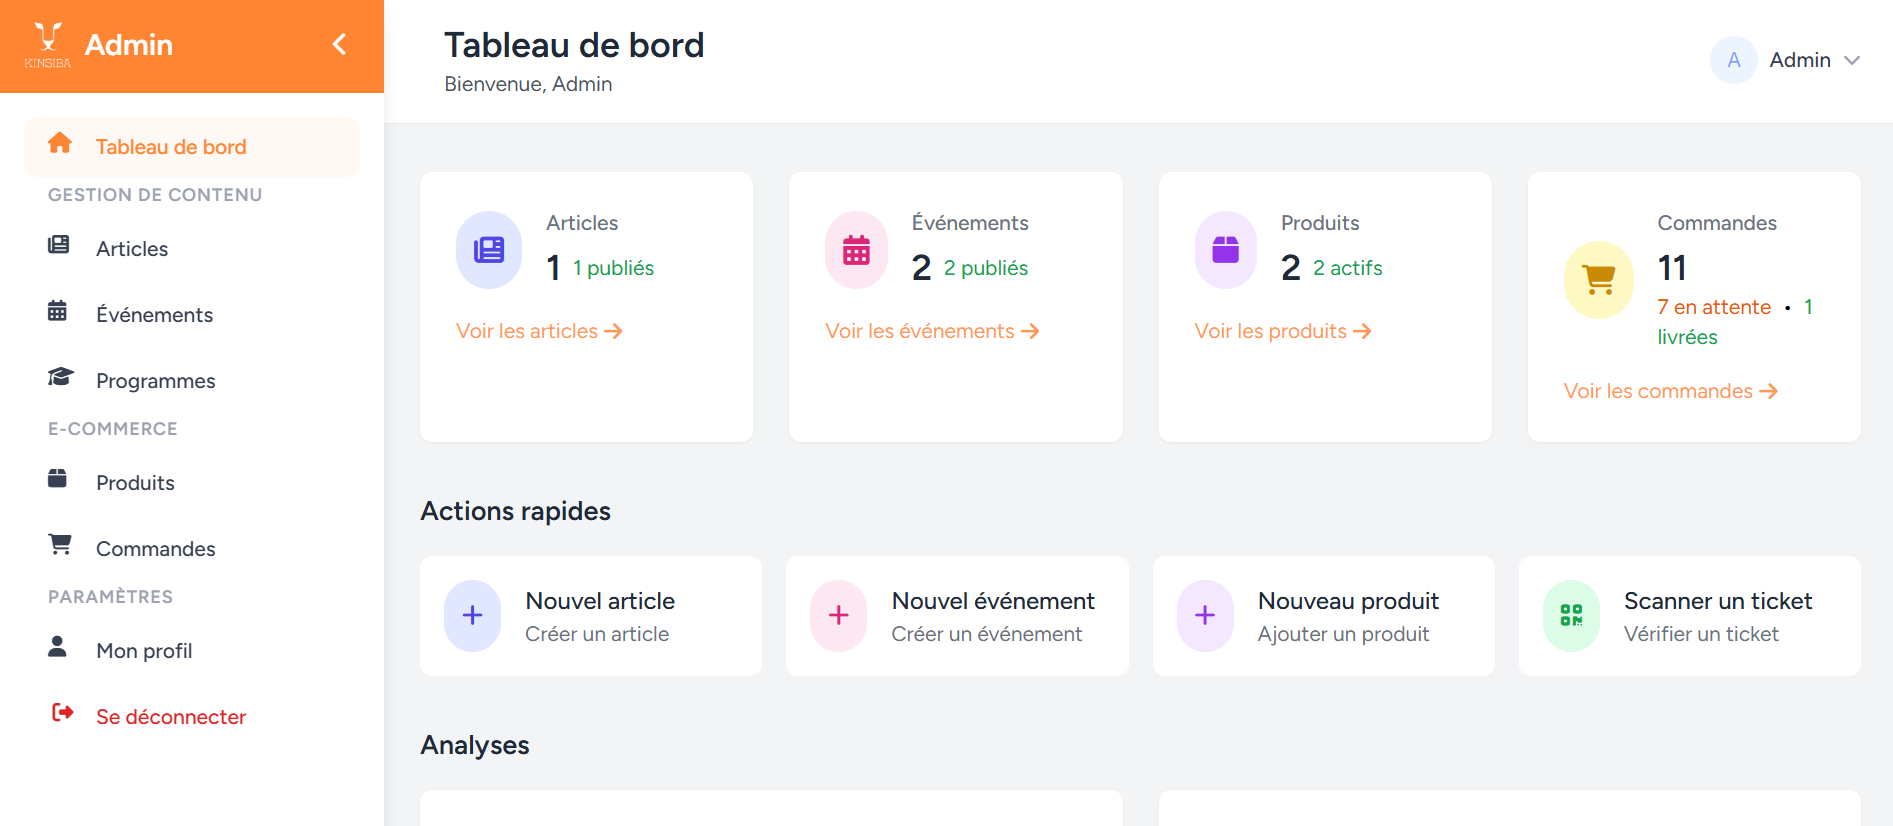 KINSIBA
Admin
Tableau de bord
GESTION DE CONTENU
Articles
Événements
Programmes
E-COMMERCE
Produits
Commandes
PARAMÈTRES
Mon profil
Se déconnecter
Tableau de bord
Bienvenue, Admin
A
Admin
Articles
1 1 publiés
Voir les articles
Événements
2 2 publiés
Voir les événements
Produits
2 2 actifs
Voir les produits
Commandes
11
7 en attente • 1
livrées
Voir les commandes
Actions rapides
Nouvel article
Créer un article
Nouvel événement
Créer un événement
Nouveau produit
Ajouter un produit
Scanner un ticket
Vérifier un ticket
Analyses